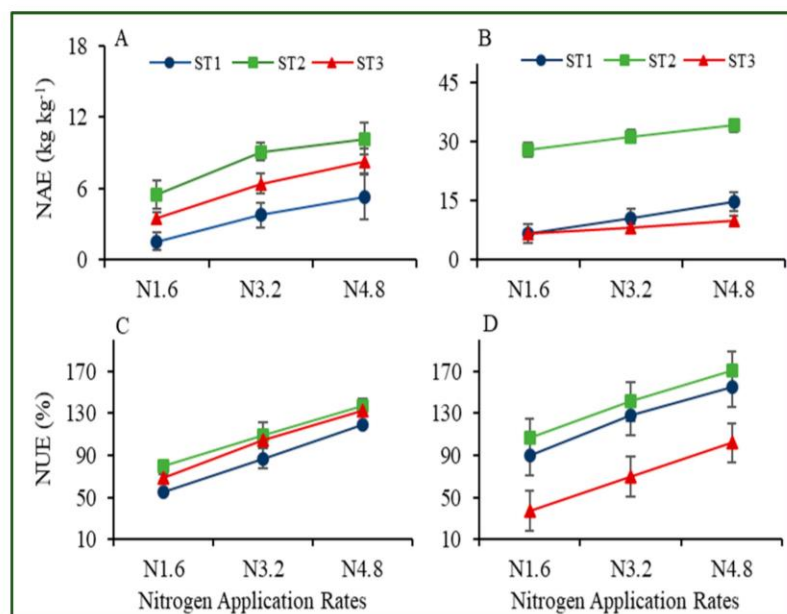 A
ST1 ST2 ST3
NAE (kg kg⁻¹)
18
12
6
0
N1.6 N3.2 N4.8
B
ST1 ST2 ST3
45
30
15
0
N1.6 N3.2 N4.8
C
NUE (%)
170
130
90
50
10
N1.6 N3.2 N4.8
Nitrogen Application Rates
D
170
130
90
50
10
N1.6 N3.2 N4.8
Nitrogen Application Rates